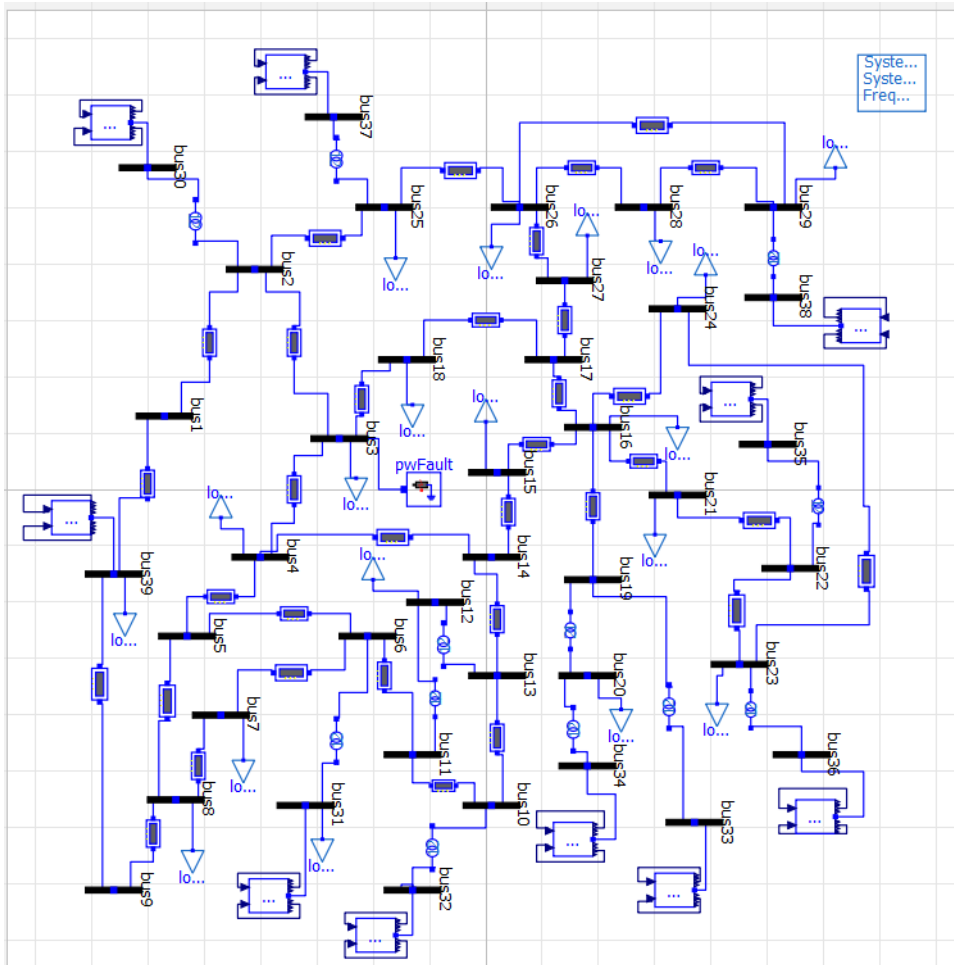 Syste...
Syste...
Freq...
...
bus37
...
bus30
lo...
bus25
bus26
bus28
bus29
lo...
lo...
bus2
lo...
lo...
lo...
bus27
bus24
bus38
...
bus18
bus17
...
bus1
lo...
lo...
bus3
bus16
lo...
bus35
pwFault
bus15
bus21
lo...
lo...
...
lo...
bus4
lo...
bus14
bus22
bus39
bus12
bus19
lo...
bus5
bus6
bus13
bus20
bus23
bus7
lo...
lo...
bus11
bus34
bus36
lo...
bus8
bus31
bus10
bus33
...
...
lo...
lo...
bus9
...
bus32
...
...